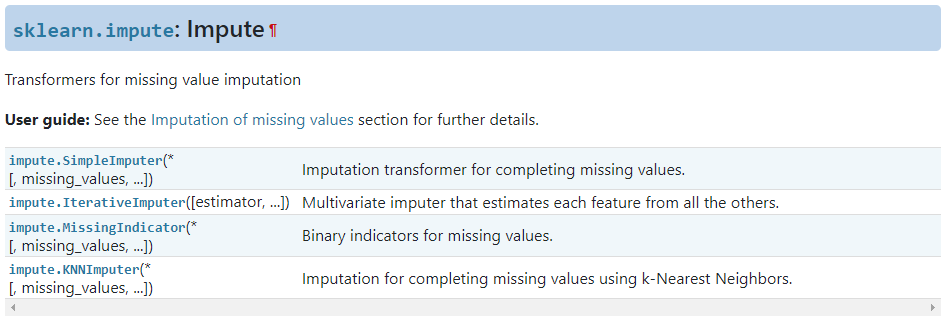 sklearn.impute: Impute¶
Transformers for missing value imputation
User guide: See the Imputation of missing values section for further details.
impute.SimpleImputer(*
[, missing_values, ...])
Imputation transformer for completing missing values.
impute.IterativeImputer([estimator, ...])
Multivariate imputer that estimates each feature from all the others.
impute.MissingIndicator(*
[, missing_values, ...])
Binary indicators for missing values.
impute.KNNImputer(*
[, missing_values, ...])
Imputation for completing missing values using k-Nearest Neighbors.